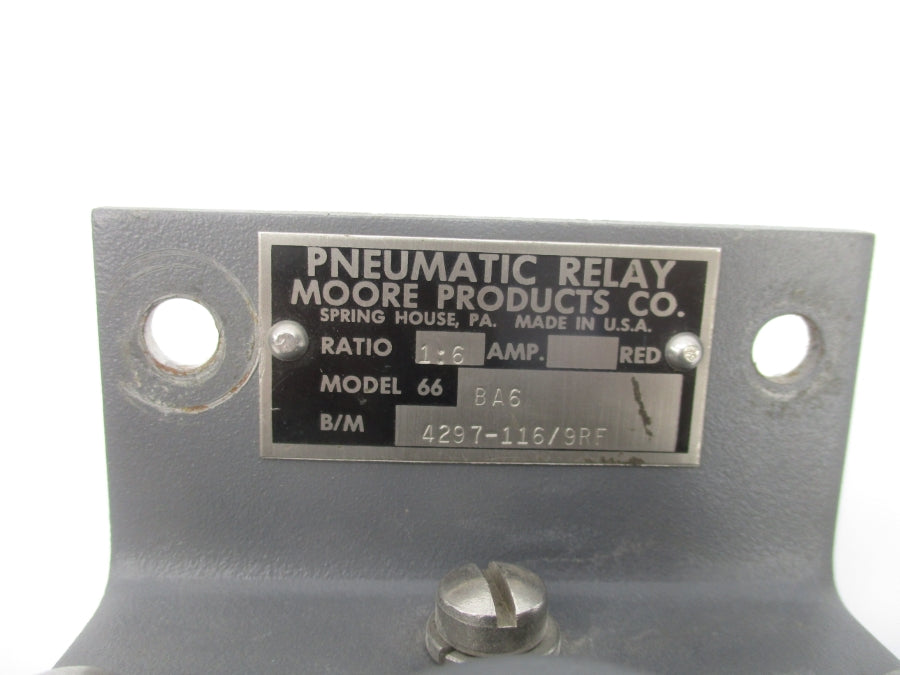 PNEUMATIC RELAY
MOORE PRODUCTS CO.
SPRING HOUSE, PA. MADE IN U.S.A.
RATIO 1:6 AMP. RED
MODEL 66 BA6
B/M 4297-116/9RF